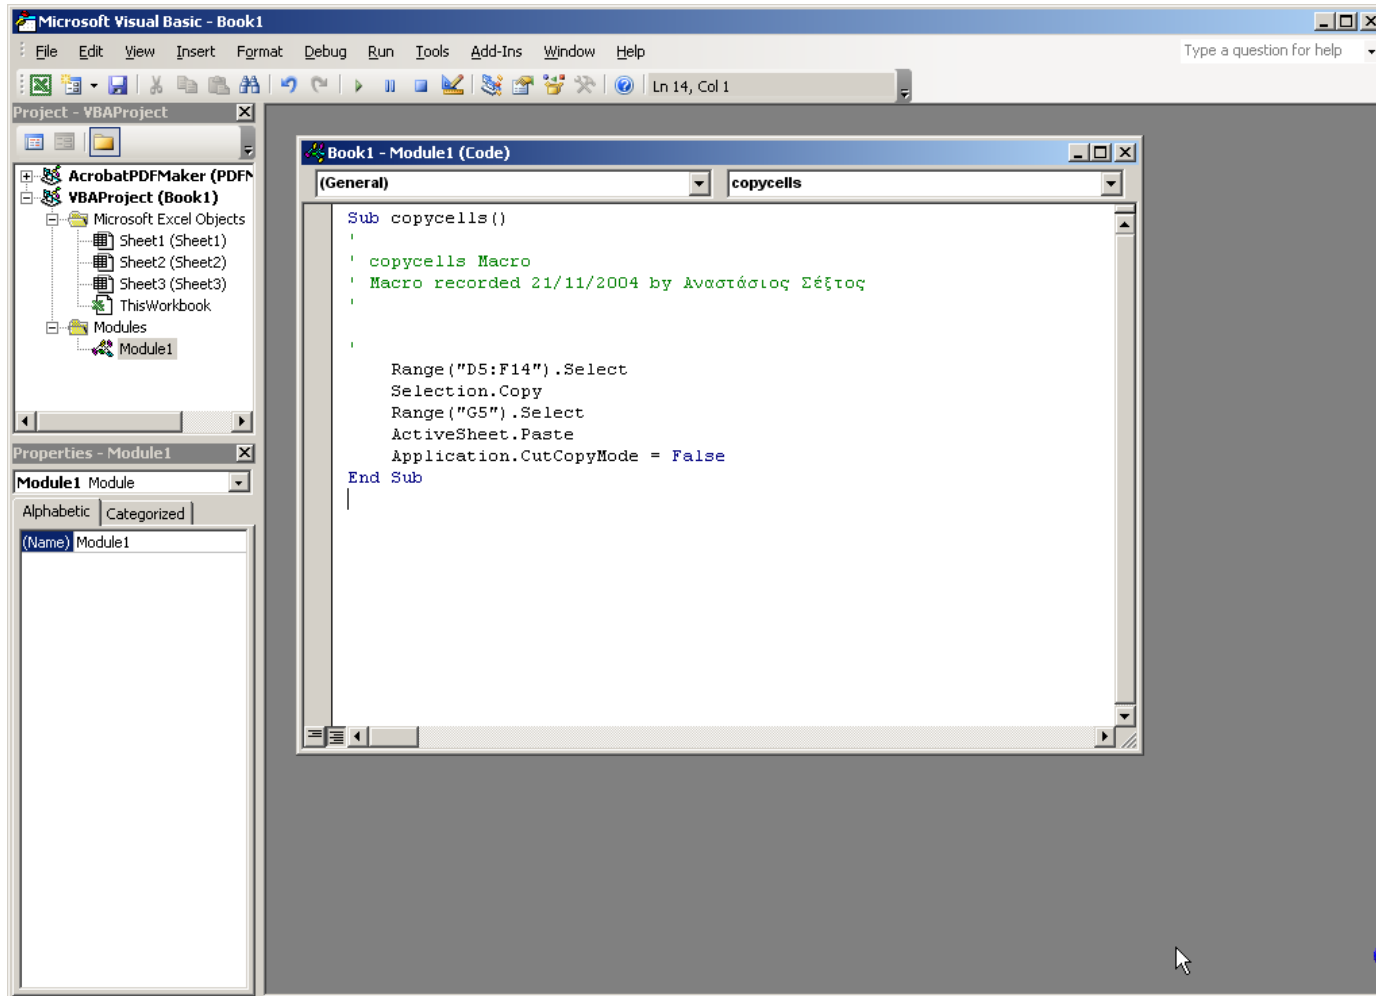 Microsoft Visual Basic - Book1
File Edit View Insert Format Debug Run Tools Add-Ins Window Help
Type a question for help
Ln 14, Col 1
Project - VBAProject
AcrobatPDFMaker (PDFM
VBAProject (Book1)
Microsoft Excel Objects
Sheet1 (Sheet1)
Sheet2 (Sheet2)
Sheet3 (Sheet3)
ThisWorkbook
Modules
Module1
Properties - Module1
Module1 Module
Alphabetic Categorized
(Name) Module1
Book1 - Module1 (Code)
(General) copycells
Sub copycells()
'
' copycells Macro
' Macro recorded 21/11/2004 by Αναστάσιος Σέξτος
'
'
Range("D5:F14").Select
Selection.Copy
Range("G5").Select
ActiveSheet.Paste
Application.CutCopyMode = False
End Sub